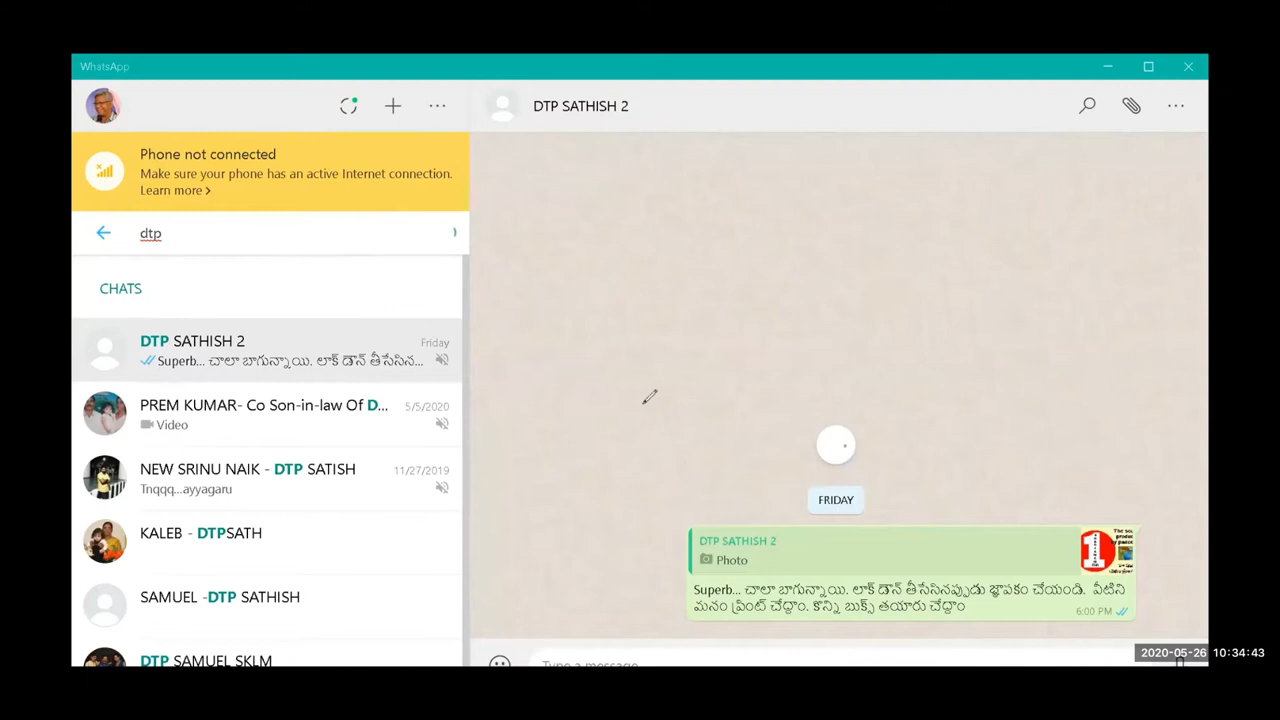 WhatsApp
DTP SATHISH 2
Phone not connected
Make sure your phone has an active Internet connection.
Learn more >
dtp
CHATS
DTP SATHISH 2
Friday
Superb... చాలా బాగున్నాయి. లాక్ డౌన్ తీసేసిన...
PREM KUMAR- Co Son-in-law Of D...
5/5/2020
Video
NEW SRINU NAIK - DTP SATISH
11/27/2019
Tnqqq...ayyagaru
KALEB - DTPSATH
SAMUEL -DTP SATHISH
DTP SAMUEL SKLM
FRIDAY
DTP SATHISH 2
Photo
1
Superb... చాలా బాగున్నాయి. లాక్ డౌన్ తీసేసినప్పుడు జ్ఞాపకం చేయండి. వీటిని
మనం ప్రింట్ చేద్దాం. కొన్ని బుక్స్ తయారు చేద్దాం
6:00 PM
Type a message
2020-05-26 10:34:43